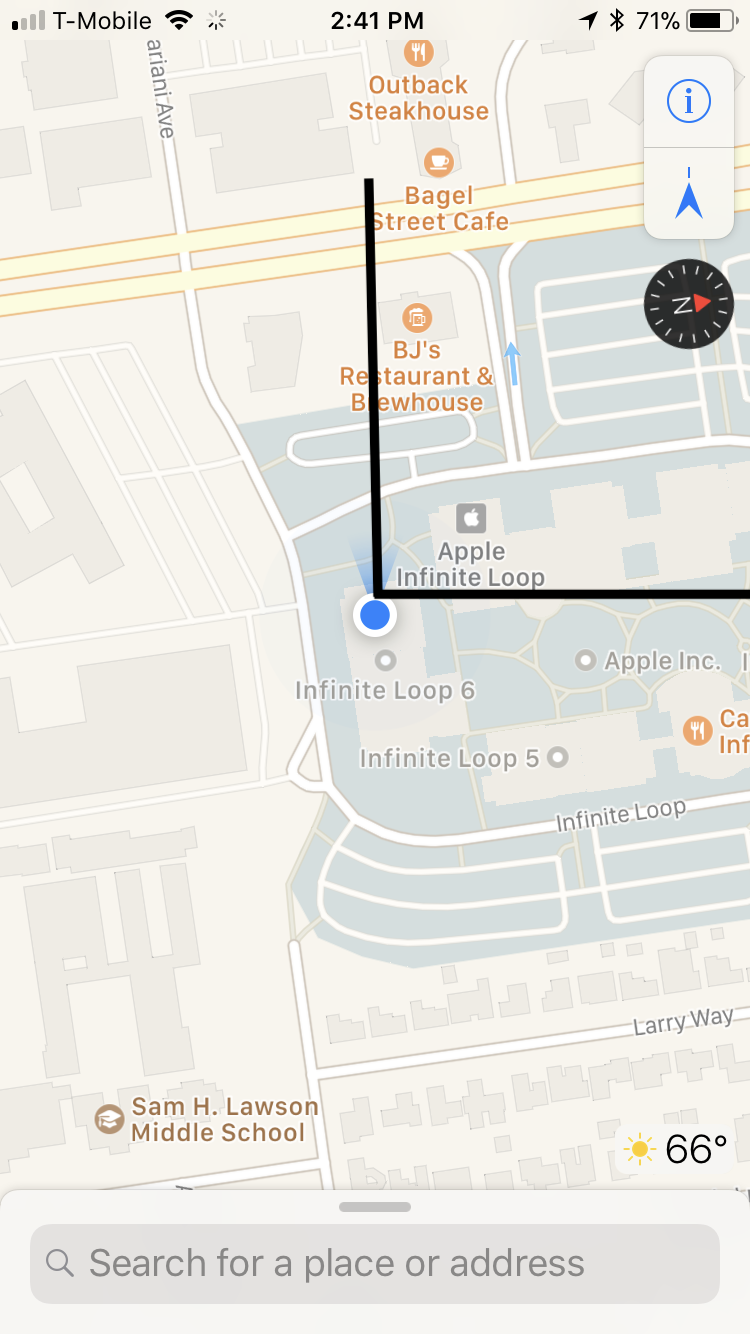 T-Mobile 2:41 PM 71%
ariani Ave
Outback
Steakhouse
Bagel
Street Cafe
N
BJ's
Restaurant &
Brewhouse
Apple
Infinite Loop
Apple Inc.
Infinite Loop 6
Ca
Inf
Infinite Loop 5
Infinite Loop
Larry Way
Sam H. Lawson
Middle School
66°
Search for a place or address